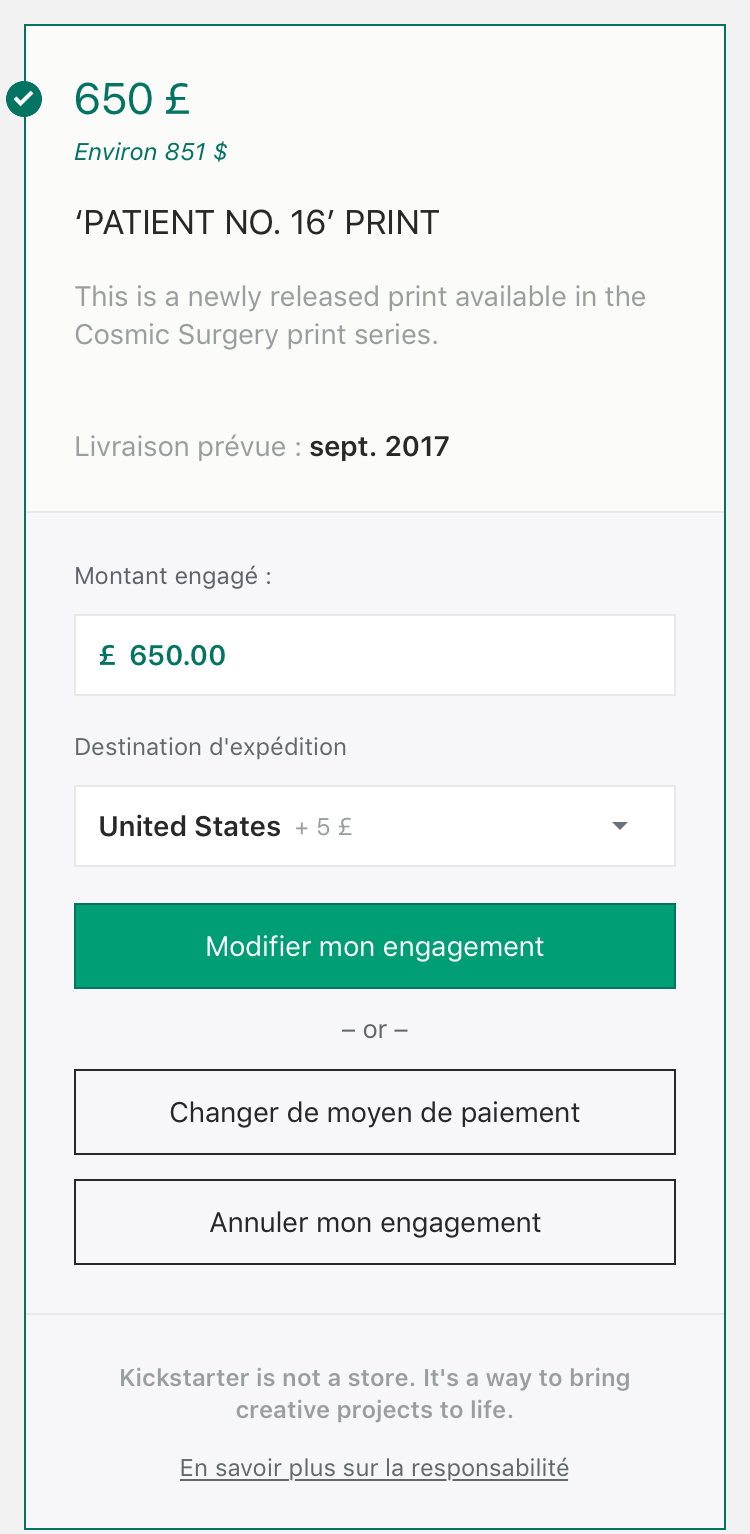 650 £
Environ 851 $
‘PATIENT NO. 16’ PRINT
This is a newly released print available in the
Cosmic Surgery print series.
Livraison prévue : sept. 2017
Montant engagé :
£ 650.00
Destination d'expédition
United States + 5 £
Modifier mon engagement
– or –
Changer de moyen de paiement
Annuler mon engagement
Kickstarter is not a store. It's a way to bring
creative projects to life.
En savoir plus sur la responsabilité